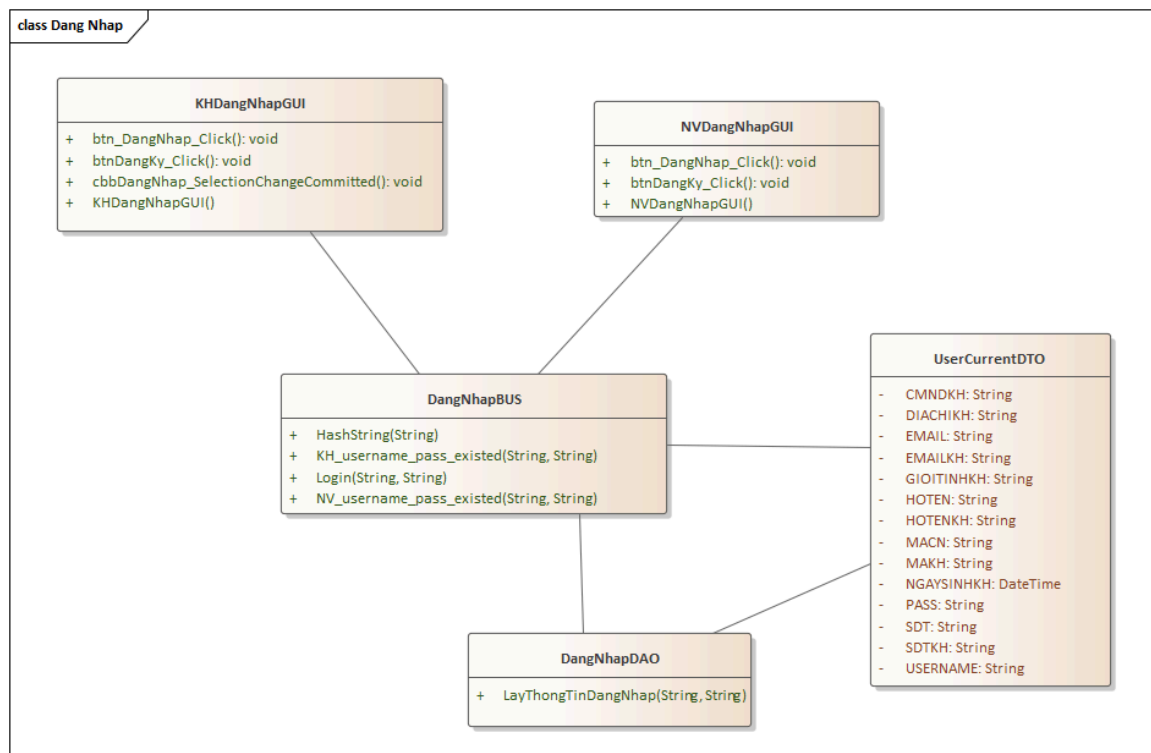 class Dang Nhap
KHDangNhapGUI
+ btn_DangNhap_Click(): void
+ btnDangKy_Click(): void
+ cbbDangNhap_SelectionChangeCommitted(): void
+ KHDangNhapGUI()
NVDangNhapGUI
+ btn_DangNhap_Click(): void
+ btnDangKy_Click(): void
+ NVDangNhapGUI()
DangNhapBUS
+ HashString(String)
+ KH_username_pass_existed(String, String)
+ Login(String, String)
+ NV_username_pass_existed(String, String)
UserCurrentDTO
- CMNDKH: String
- DIACHIKH: String
- EMAIL: String
- EMAILKH: String
- GIOITINHKH: String
- HOTEN: String
- HOTENKH: String
- MACN: String
- MAKH: String
- NGAYSINHKH: DateTime
- PASS: String
- SDT: String
- SDTKH: String
- USERNAME: String
DangNhapDAO
+ LayThongTinDangNhap(String, String)